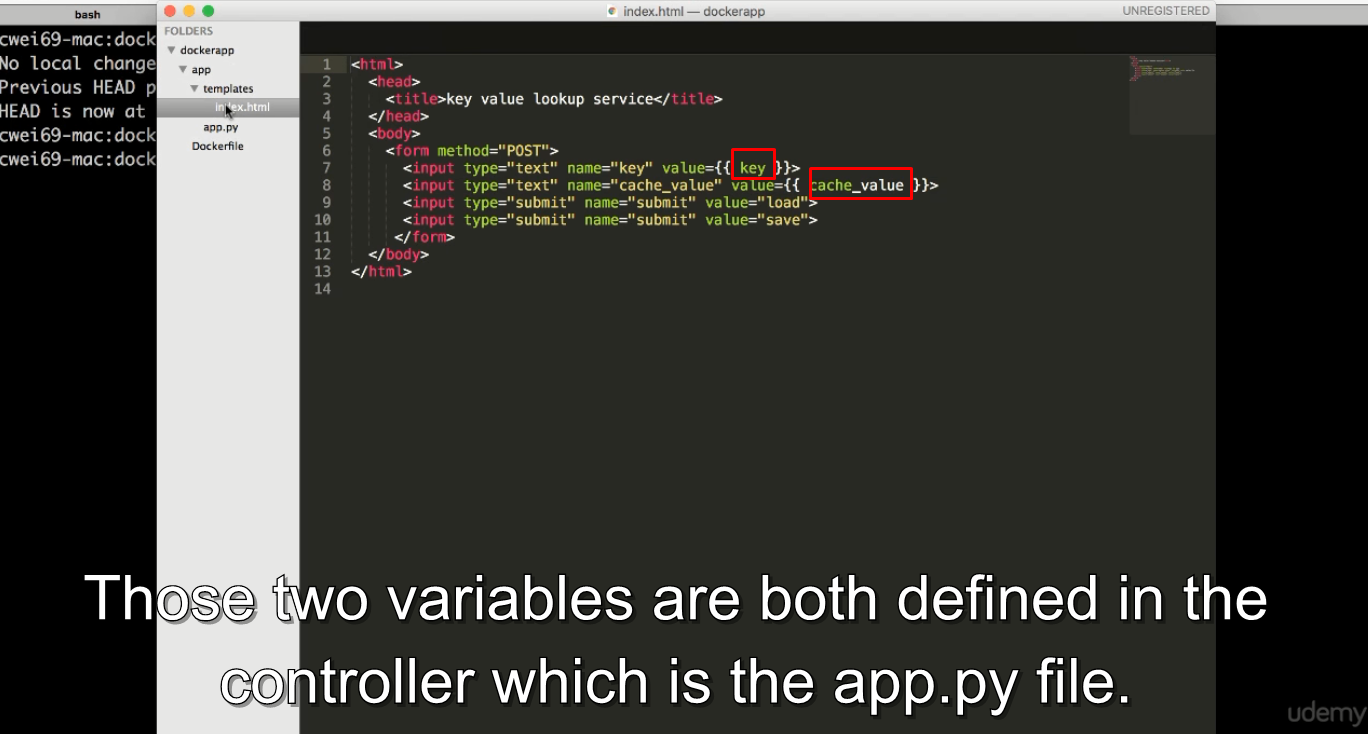 bash
index.html — dockerapp
UNREGISTERED
cwei69-mac:dock
No local change
Previous HEAD p
HEAD is now at
cwei69-mac:dock
cwei69-mac:dock
FOLDERS
dockerapp
app
templates
index.html
app.py
Dockerfile
1 <html>
2 <head>
3 <title>key value lookup service</title>
4 </head>
5 <body>
6 <form method="POST">
7 <input type="text" name="key" value={{ key }}>
8 <input type="text" name="cache_value" value={{ cache_value }}>
9 <input type="submit" name="submit" value="load">
10 <input type="submit" name="submit" value="save">
11 </form>
12 </body>
13 </html>
14
Those two variables are both defined in the
controller which is the app.py file.
udemy